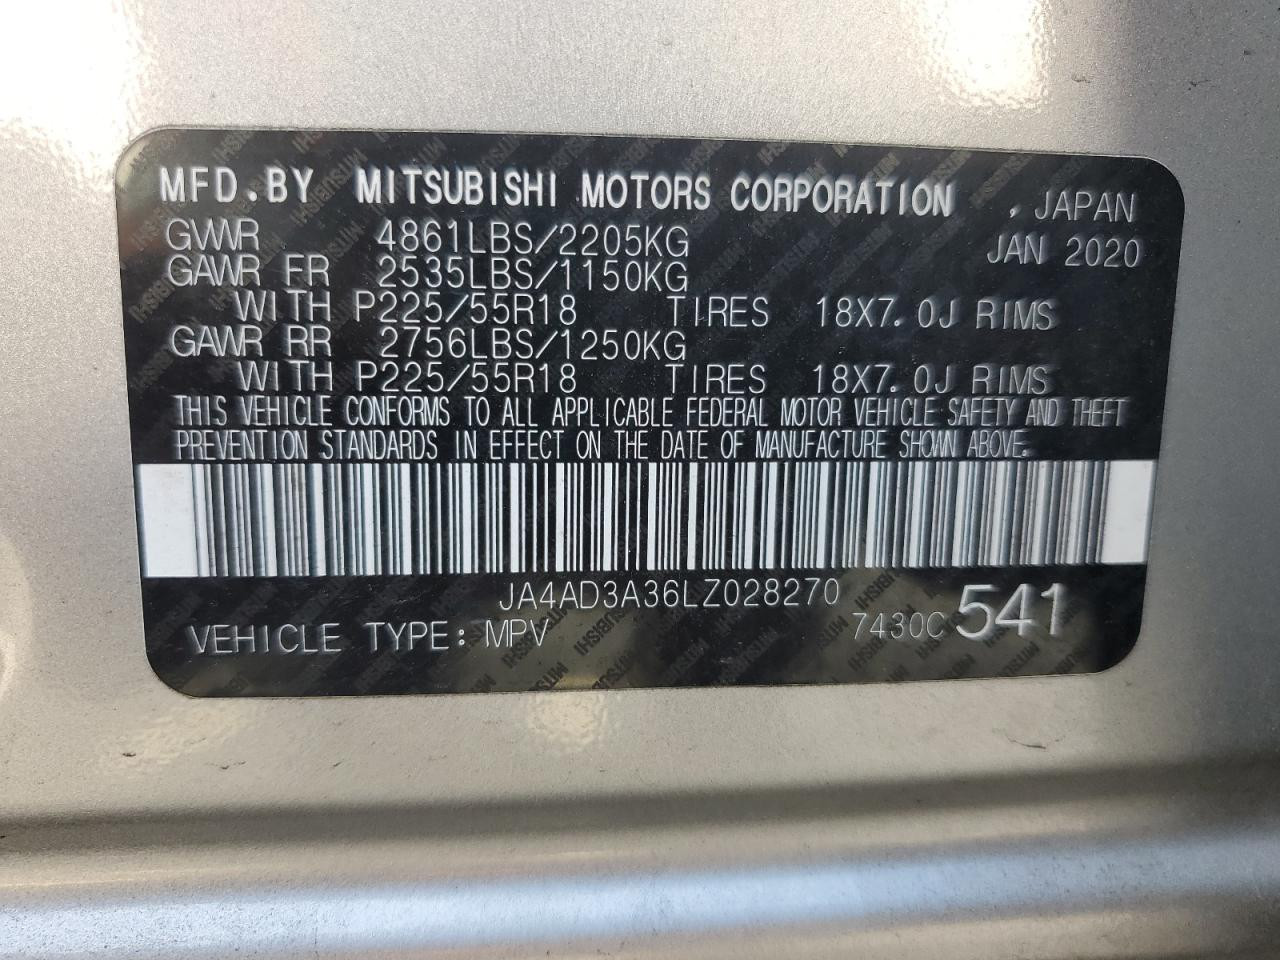 MFD.BY MITSUBISHI MOTORS CORPORATION , JAPAN
GVWR 4861LBS/2205KG JAN 2020
GAWR FR 2535LBS/1150KG
WITH P225/55R18 TIRES 18X7.0J RIMS
GAWR RR 2756LBS/1250KG
WITH P225/55R18 TIRES 18X7.0J RIMS
THIS VEHICLE CONFORMS TO ALL APPLICABLE FEDERAL MOTOR VEHICLE SAFETY AND THEFT
PREVENTION STANDARDS IN EFFECT ON THE DATE OF MANUFACTURE SHOWN ABOVE.
JA4AD3A36LZ028270
VEHICLE TYPE: MPV 7430C 541